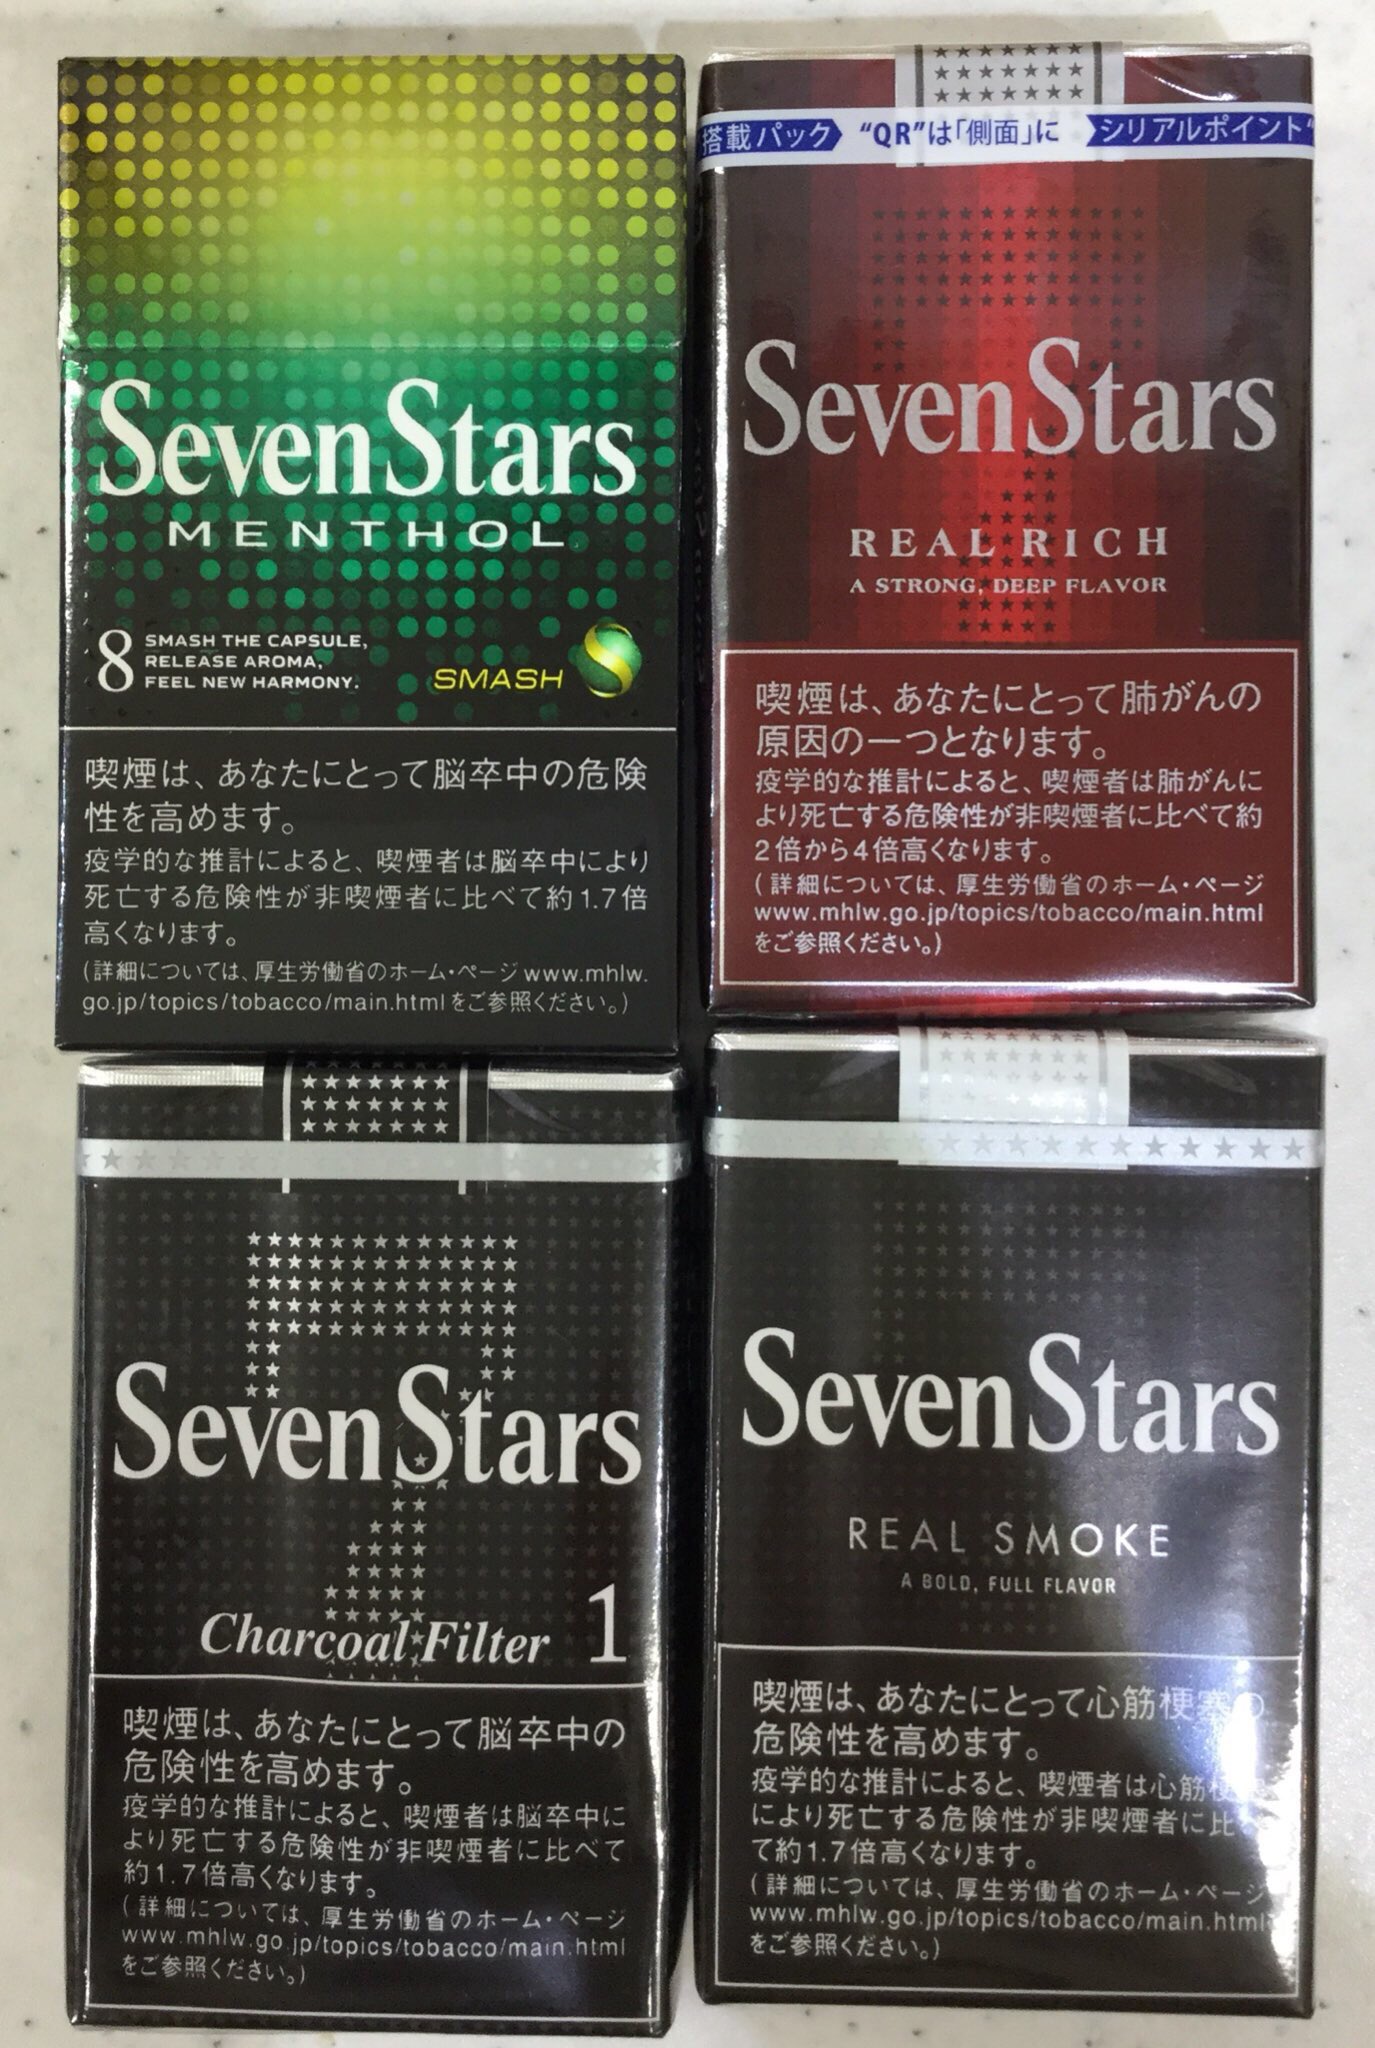 Seven Stars
MENTHOL
8
SMASH THE CAPSULE,
RELEASE AROMA,
FEEL NEW HARMONY.
SMASH
喫煙は、あなたにとって脳卒中の危険
性を高めます。
疫学的な推計によると、喫煙者は脳卒中により
死亡する危険性が非喫煙者に比べて約1.7倍
高くなります。
(詳細については、厚生労働省のホーム・ページwww.mhlw.
go.jp/topics/tobacco/main.htmlをご参照ください。)
搭載パック "QR"は「側面」に シリアルポイント"
Seven Stars
REAL RICH
A STRONG, DEEP FLAVOR
喫煙は、あなたにとって肺がんの
原因の一つとなります。
疫学的な推計によると、喫煙者は肺がんに
より死亡する危険性が非喫煙者に比べて約
2倍から4倍高くなります。
(詳細については、厚生労働省のホーム・ページ
www.mhlw.go.jp/topics/tobacco/main.html
をご参照ください。)
Seven Stars
Charcoal Filter 1
喫煙は、あなたにとって脳卒中の
危険性を高めます。
疫学的な推計によると、喫煙者は脳卒中に
より死亡する危険性が非喫煙者に比べて
約1.7倍高くなります。
(詳細については、厚生労働省のホーム・ページ
www.mhlw.go.jp/topics/tobacco/main.html
をご参照ください。)
Seven Stars
REAL SMOKE
A BOLD, FULL FLAVOR
喫煙は、あなたにとって心筋梗塞の
危険性を高めます。
疫学的な推計によると、喫煙者は心筋梗塞
により死亡する危険性が非喫煙者に比べ
て約1.7倍高くなります。
(詳細については、厚生労働省のホーム・ページ
www.mhlw.go.jp/topics/tobacco/main.html
をご参照ください。)